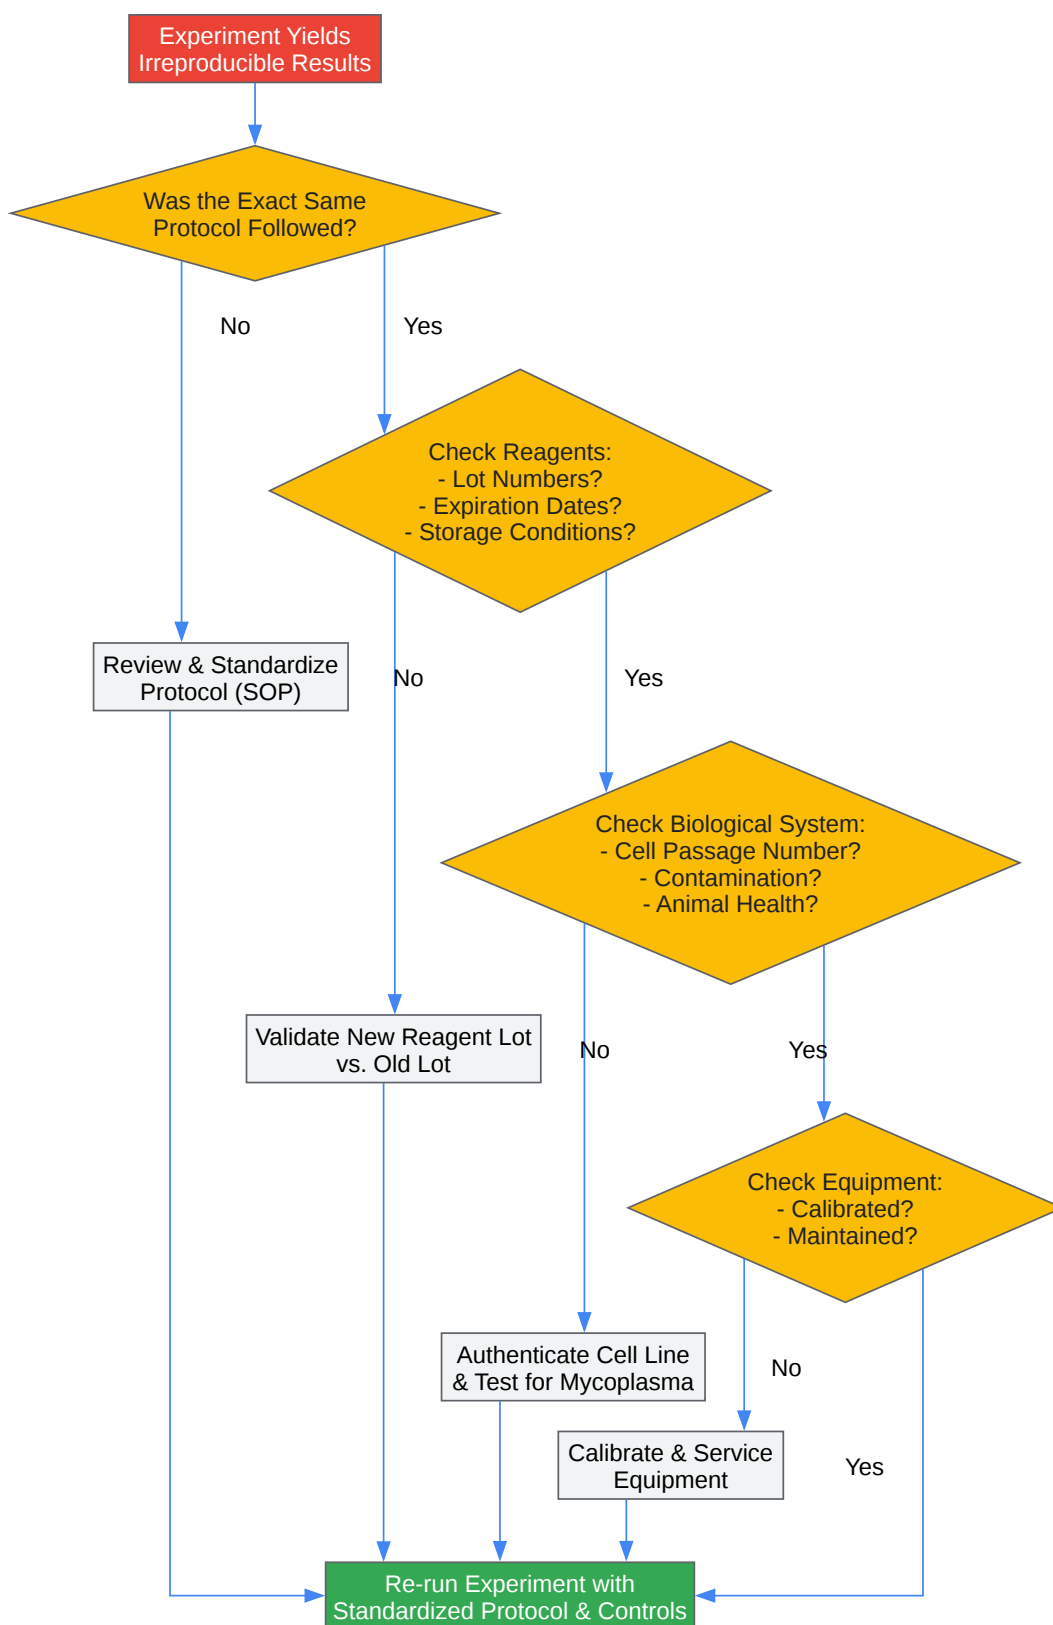 Experiment Yields
Irreproducible Results
Was the Exact Same
Protocol Followed?
No
Yes
Check Reagents:
- Lot Numbers?
- Expiration Dates?
- Storage Conditions?
Review & Standardize
Protocol (SOP)
No
Yes
Check Biological System:
- Cell Passage Number?
- Contamination?
- Animal Health?
Validate New Reagent Lot
vs. Old Lot
No
Yes
Check Equipment:
- Calibrated?
- Maintained?
Authenticate Cell Line
& Test for Mycoplasma
No
Calibrate & Service
Equipment
Yes
Re-run Experiment with
Standardized Protocol & Controls